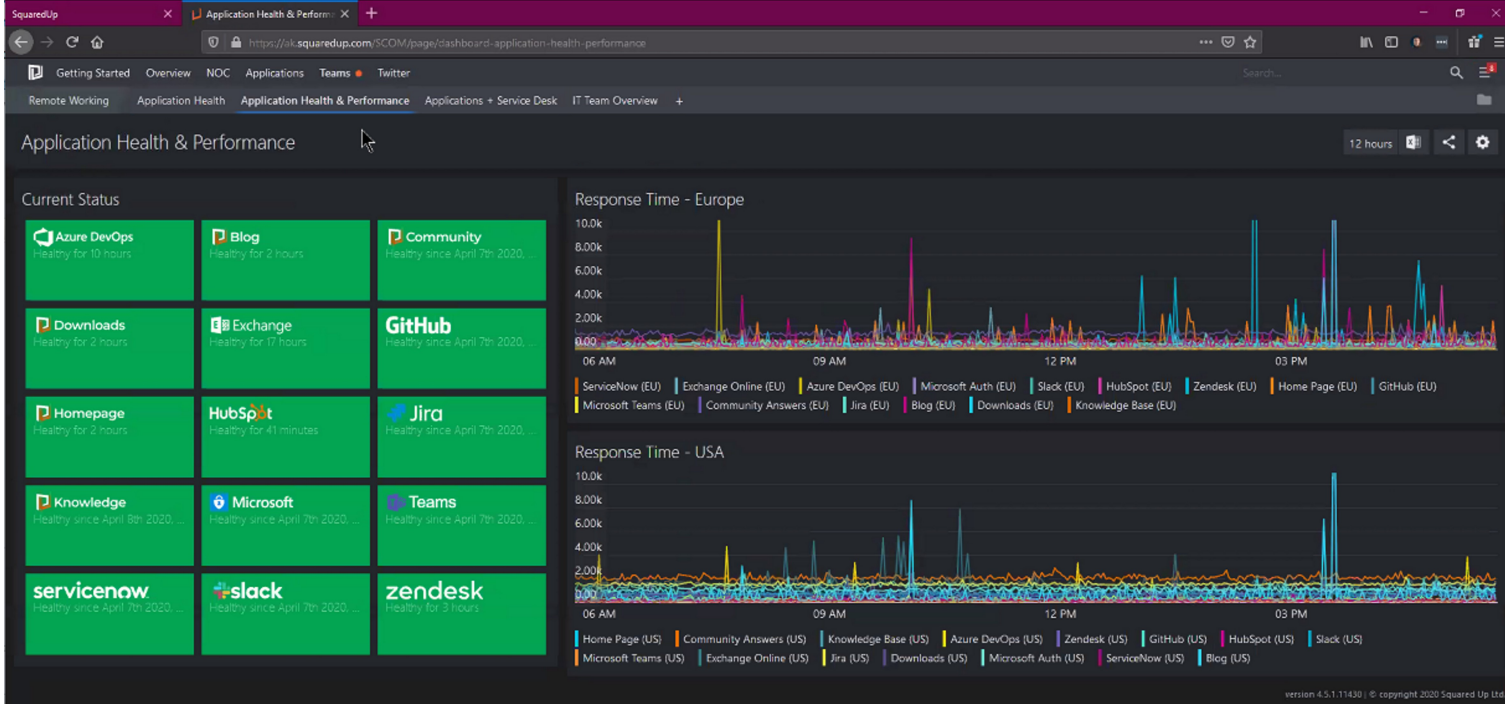 SquaredUp
Application Health & Performa
https://ak.squaredup.com/SCOM/page/dashboard-application-health-performance
Getting Started Overview NOC Applications Teams Twitter Search... 8
Remote Working Application Health Application Health & Performance Applications + Service Desk IT Team Overview +
Application Health & Performance
12 hours
Current Status
Azure DevOps
Healthy for 10 hours
Blog
Healthy for 2 hours
Community
Healthy since April 7th 2020, ...
Downloads
Healthy for 2 hours
Exchange
Healthy for 17 hours
GitHub
Healthy since April 7th 2020, ...
Homepage
Healthy for 2 hours
HubSpot
Healthy for 41 minutes
Jira
Healthy since April 7th 2020, ...
Knowledge
Healthy since April 8th 2020, ...
Microsoft
Healthy since April 7th 2020, ...
Teams
Healthy since April 7th 2020, ...
servicenow
Healthy since April 7th 2020, ...
slack
Healthy since April 7th 2020, ...
zendesk
Healthy for 3 hours
Response Time - Europe
10.0k
8.00k
6.00k
4.00k
2.00k
0.00
06 AM 09 AM 12 PM 03 PM
ServiceNow (EU) Exchange Online (EU) Azure DevOps (EU) Microsoft Auth (EU) Slack (EU) HubSpot (EU) Zendesk (EU) Home Page (EU) GitHub (EU)
Microsoft Teams (EU) Community Answers (EU) Jira (EU) Blog (EU) Downloads (EU) Knowledge Base (EU)
Response Time - USA
10.0k
8.00k
6.00k
4.00k
2.00k
0.00
06 AM 09 AM 12 PM 03 PM
Home Page (US) Community Answers (US) Knowledge Base (US) Azure DevOps (US) Zendesk (US) GitHub (US) HubSpot (US) Slack (US)
Microsoft Teams (US) Exchange Online (US) Jira (US) Downloads (US) Microsoft Auth (US) ServiceNow (US) Blog (US)
version 4.5.1.11430 | © copyright 2020 Squared Up Ltd.